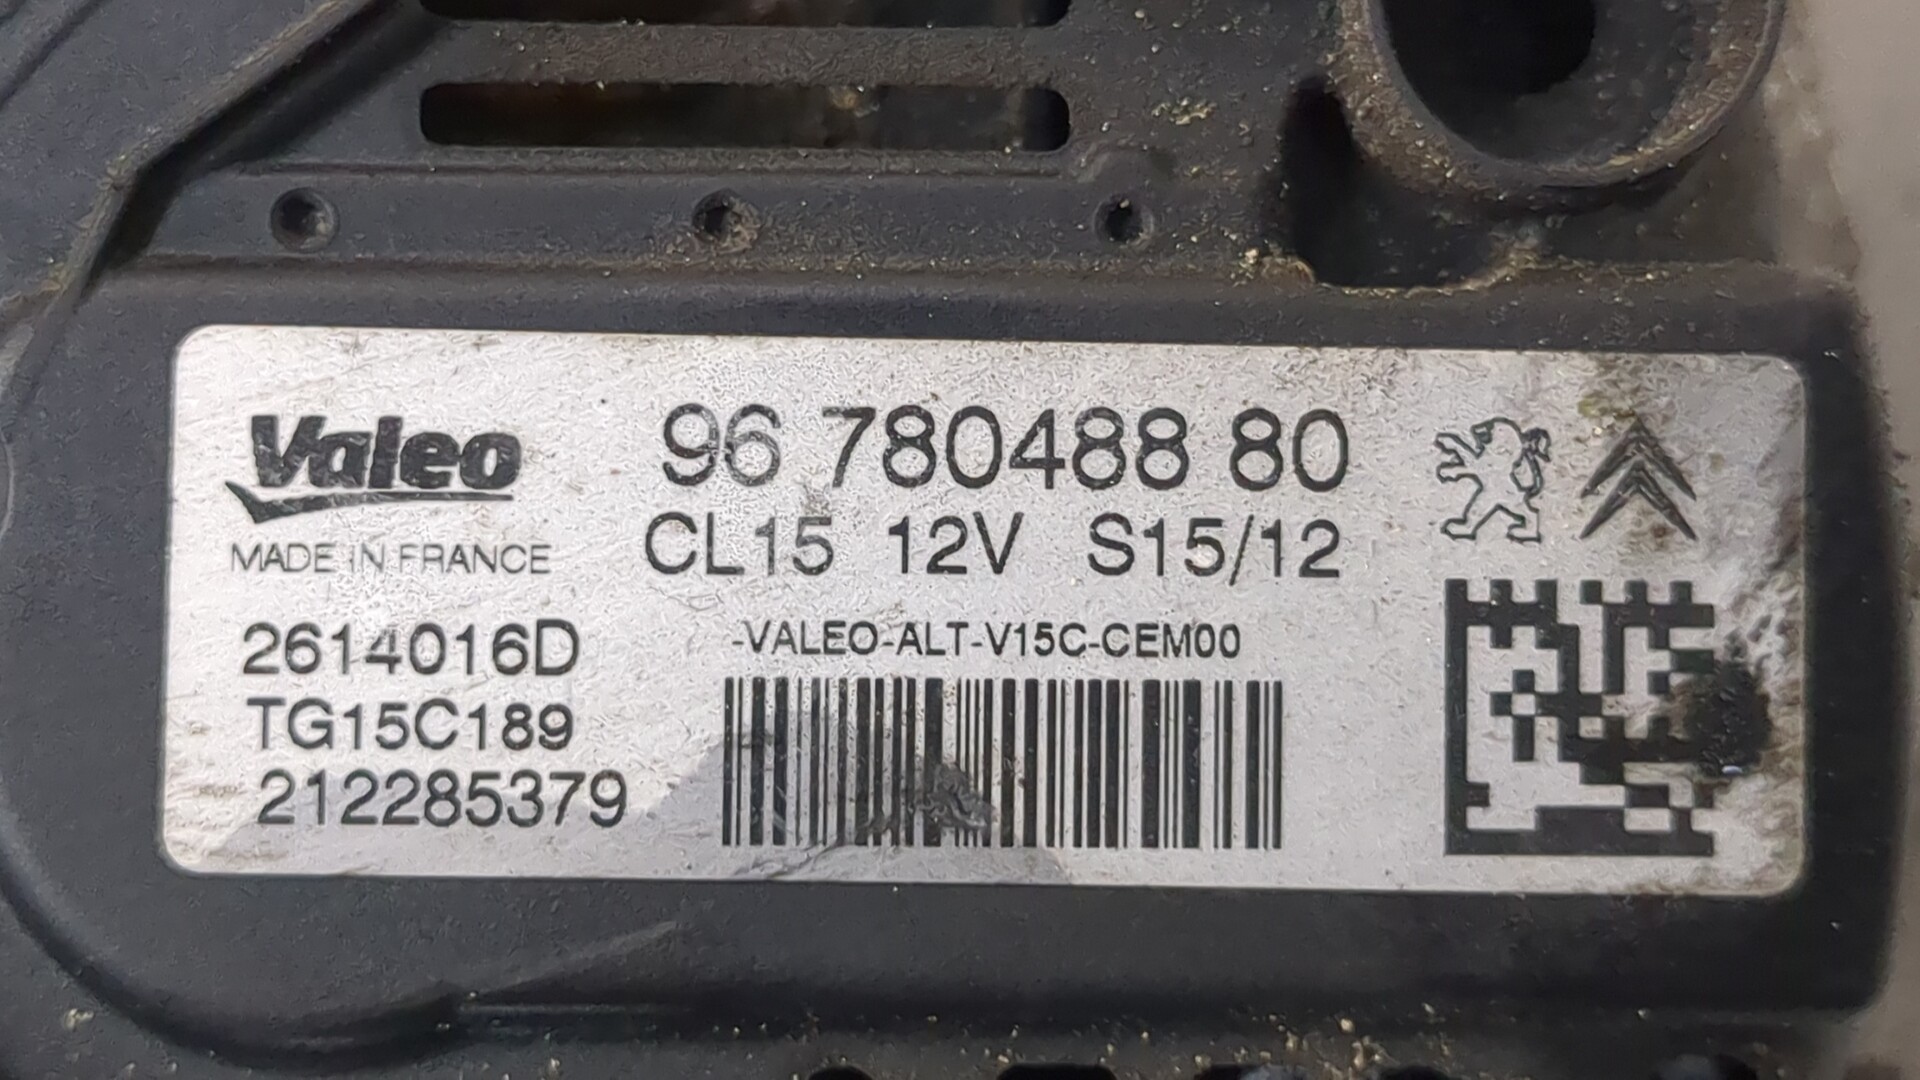 Valeo
MADE IN FRANCE
96 780488 80
CL15 12V S15/12
2614016D
TG15C189
212285379
-VALEO-ALT-V15C-CEM00